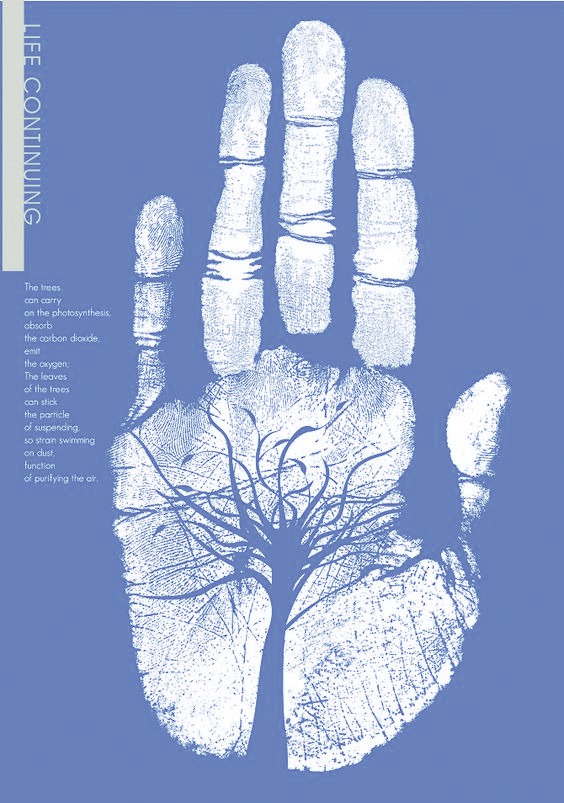 LIFE CONTINUING
The trees
can carry
on the photosynthesis,
absorb
the carbon dioxide,
emit
the oxygen;
The leaves
of the trees
can stick
the particle
of suspending,
so strain swimming
on dust,
function
of purifying the air.